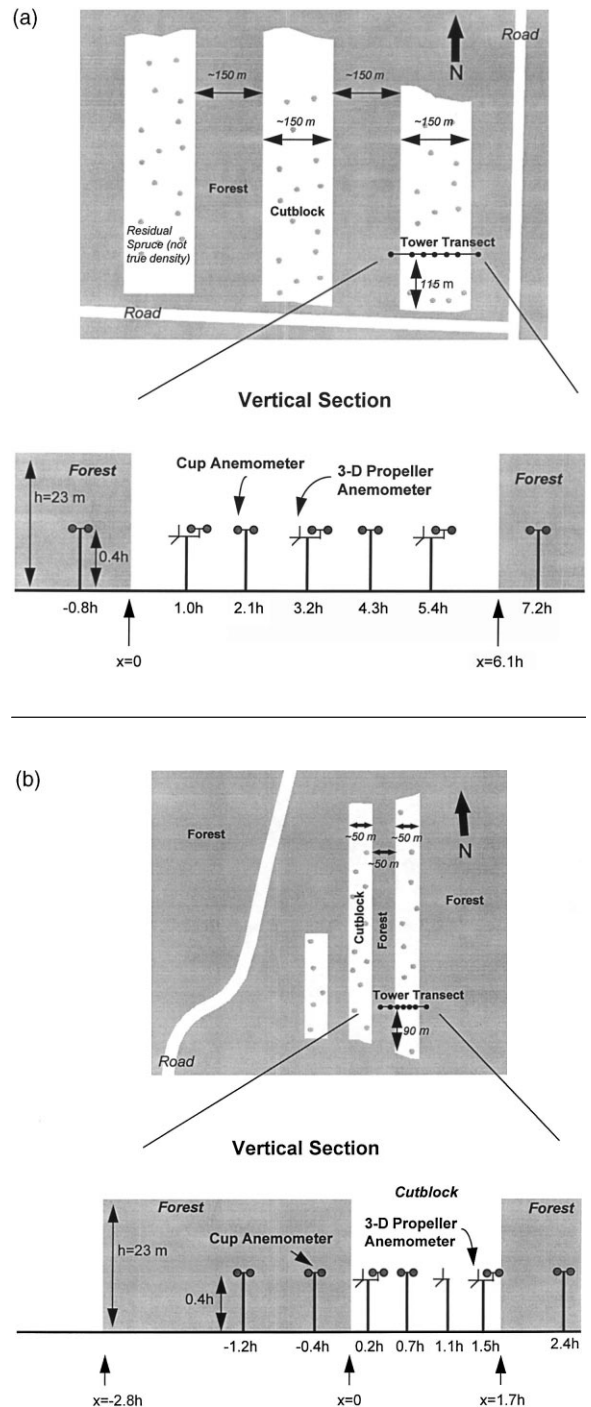 (a)
Road
N
~150 m
~150 m
~150 m
~150 m
Forest
Cutblock
Residual
Spruce (not
true density)
Tower Transect
115 m
Road
Vertical Section
Forest
Cup Anemometer
3-D Propeller
Anemometer
Forest
h=23 m
0.4h
-0.8h
1.0h
2.1h
3.2h
4.3h
5.4h
7.2h
x=0
x=6.1h
(b)
Forest
~50 m
~50 m
N
~50 m
Cutblock
Forest
Forest
Tower Transect
90 m
Road
Vertical Section
Cutblock
Forest
Forest
Cup Anemometer
3-D Propeller
Anemometer
h=23 m
0.4h
-1.2h
-0.4h
0.2h
0.7h
1.1h
1.5h
2.4h
x=-2.8h
x=0
x=1.7h